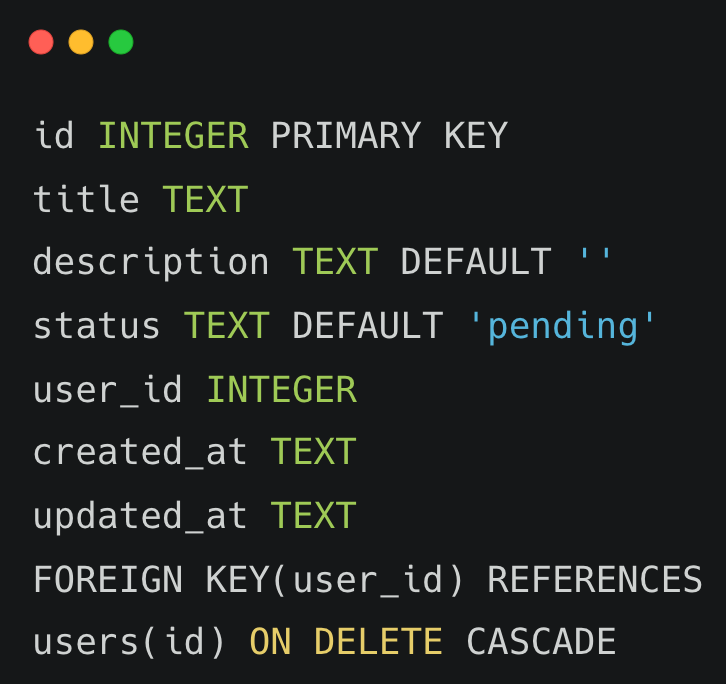 id INTEGER PRIMARY KEY
title TEXT
description TEXT DEFAULT ''
status TEXT DEFAULT 'pending'
user_id INTEGER
created_at TEXT
updated_at TEXT
FOREIGN KEY(user_id) REFERENCES
users(id) ON DELETE CASCADE